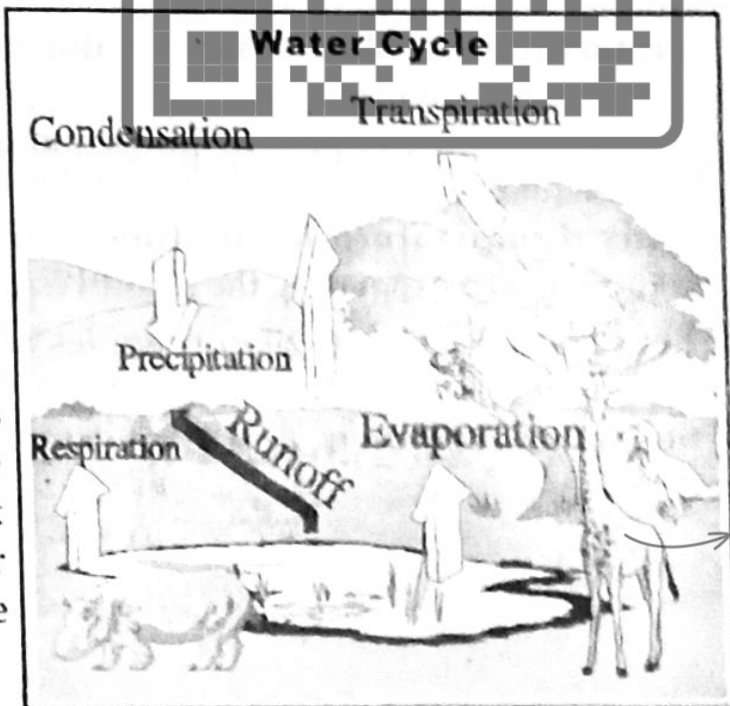 Water Cycle
Transpiration
Condensation
Precipitation
Runoff
Evaporation
Respiration